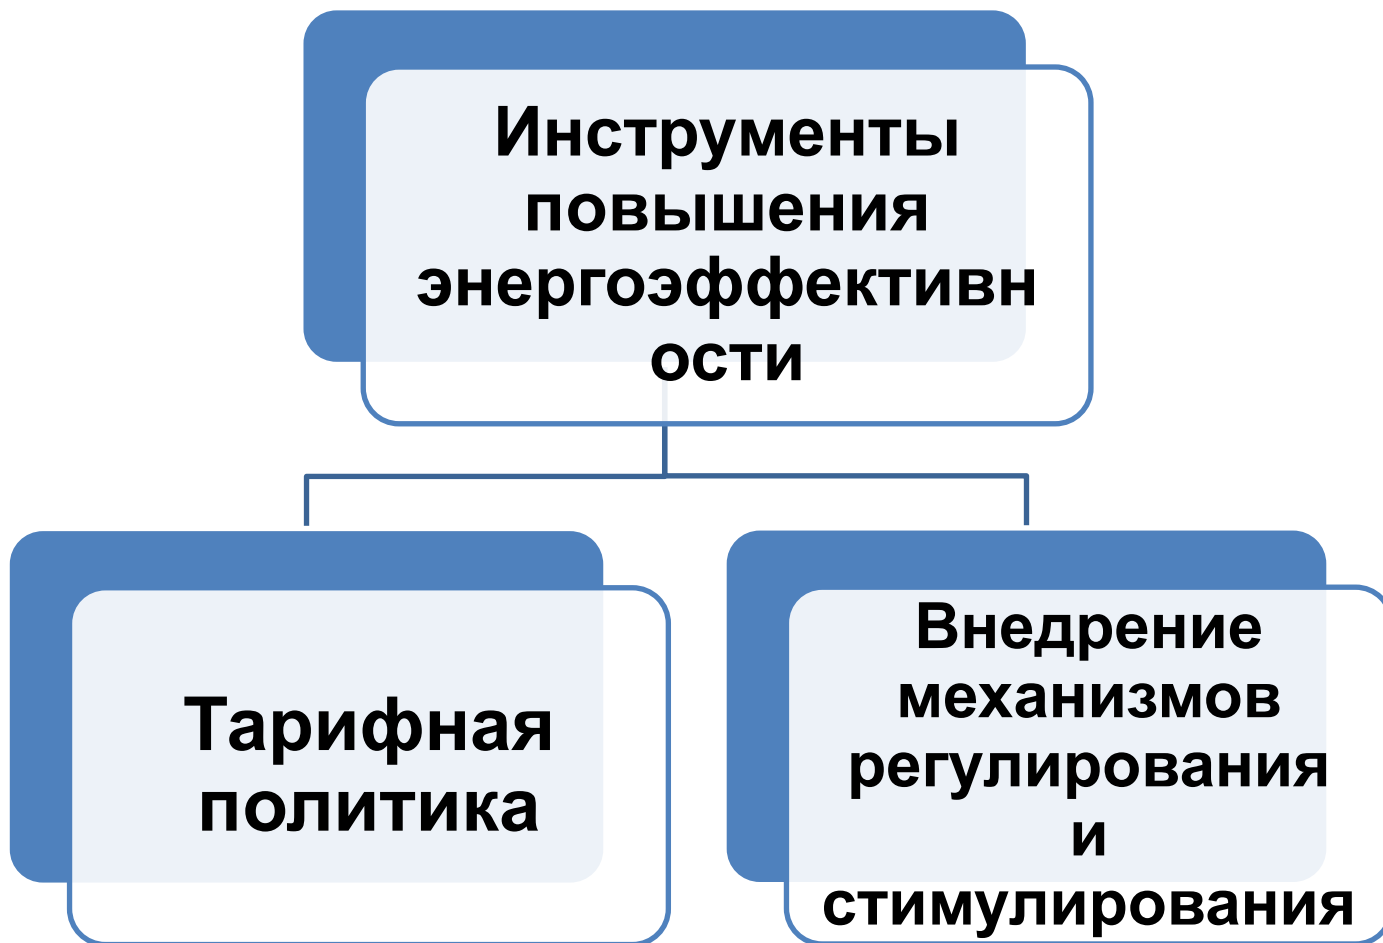 Инструменты
повышения
энергоэффективн
ости
Тарифная
политика
Внедрение
механизмов
регулирования
и
стимулирования